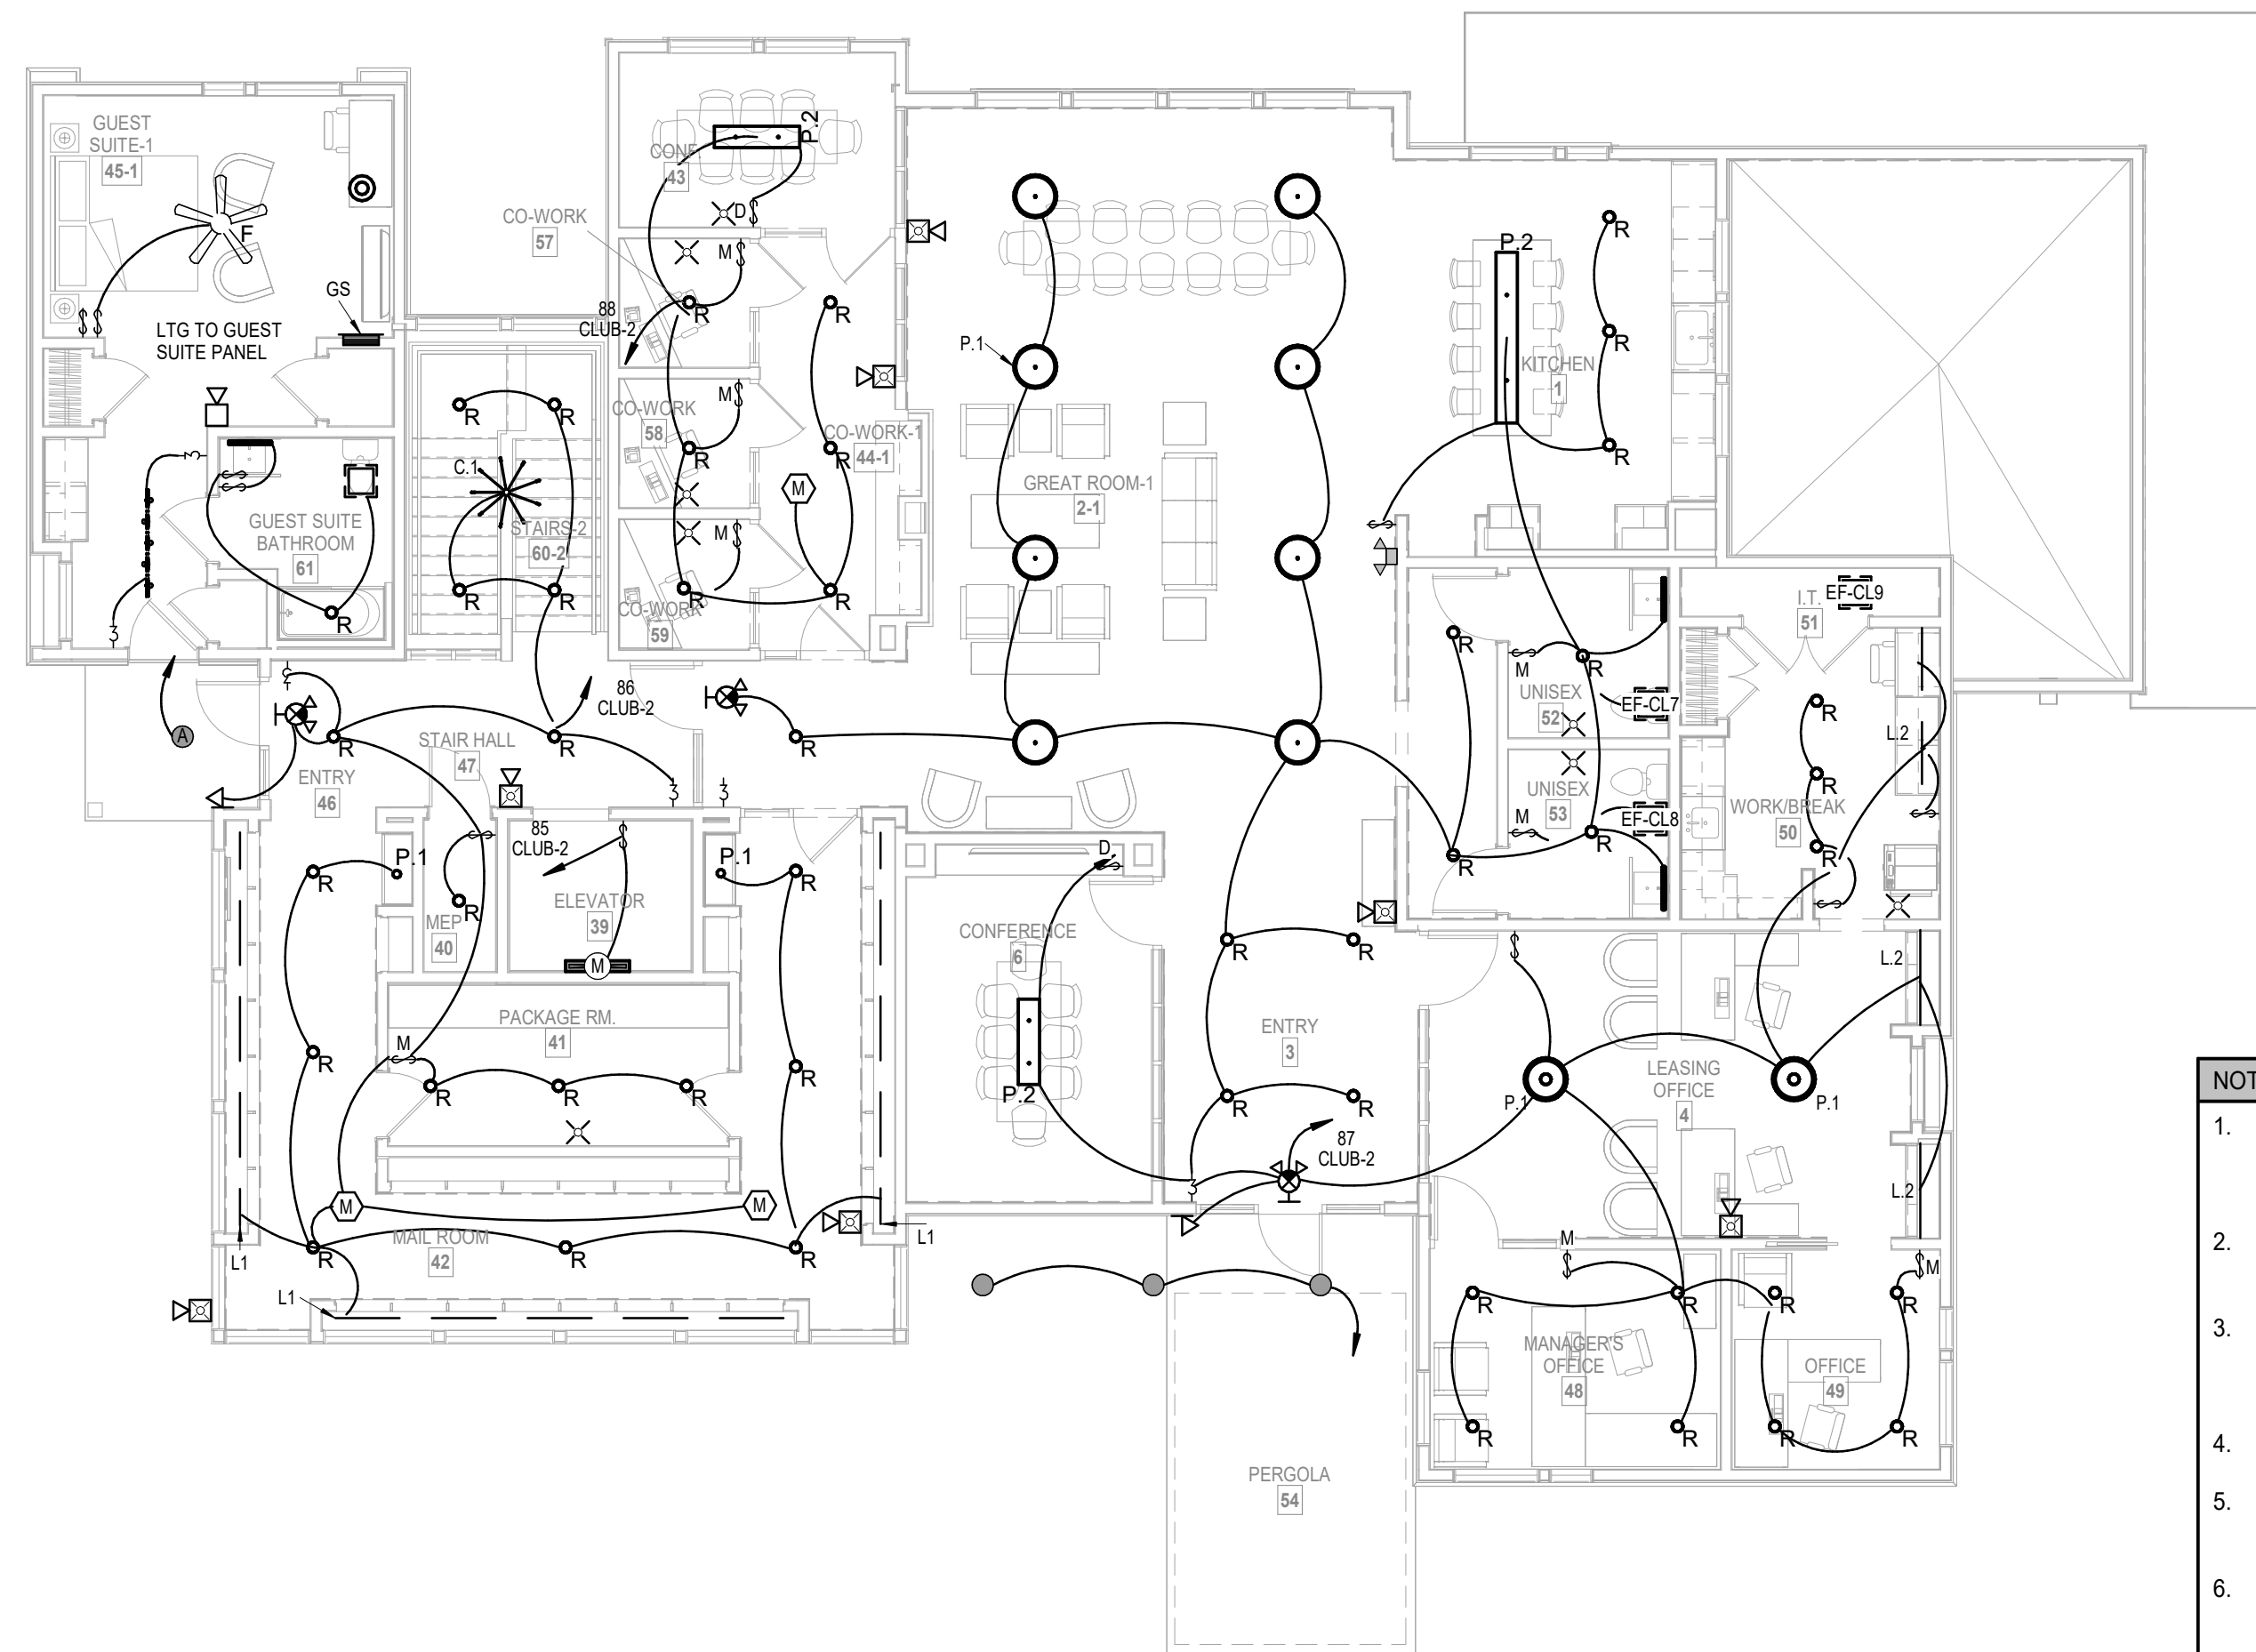 GUEST
SUITE-1
45-1
F
GS
LTG TO GUEST
SUITE PANEL
GUEST SUITE
BATHROOM
61
R
3
3
A
CONF.
43
P.2
D
CO-WORK
57
M
R
88
CLUB-2
CO-WORK
58
M
R
CO-WORK
59
M
R
R
CO-WORK-1
44-1
R
M
R
R
R
C.1
STAIRS-2
60-2
R
R
86
CLUB-2
P.1
GREAT ROOM-1
2-1
P.2
KITCHEN
1
R
R
R
I.T.
51
EF-CL9
UNISEX
52
M
R
EF-CL7
UNISEX
53
M
R
EF-CL8
R
R
WORK/BREAK
50
R
R
R
L.2
ENTRY
46
R
STAIR HALL
47
R
3
3
R
85
CLUB-2
ELEVATOR
39
M
MEP
40
R
P.1
P.1
R
R
R
R
PACKAGE RM.
41
M
R
R
R
M
M
MAIL ROOM
42
R
R
R
L1
L1
L1
CONFERENCE
6
D
P.2
ENTRY
3
R
R
R
R
3
87
CLUB-2
LEASING
OFFICE
4
P.1
P.1
L.2
L.2
MANAGER'S
OFFICE
48
M
R
R
R
R
OFFICE
49
M
R
R
R
R
PERGOLA
54
NOT
1.
2.
3.
4.
5.
6.